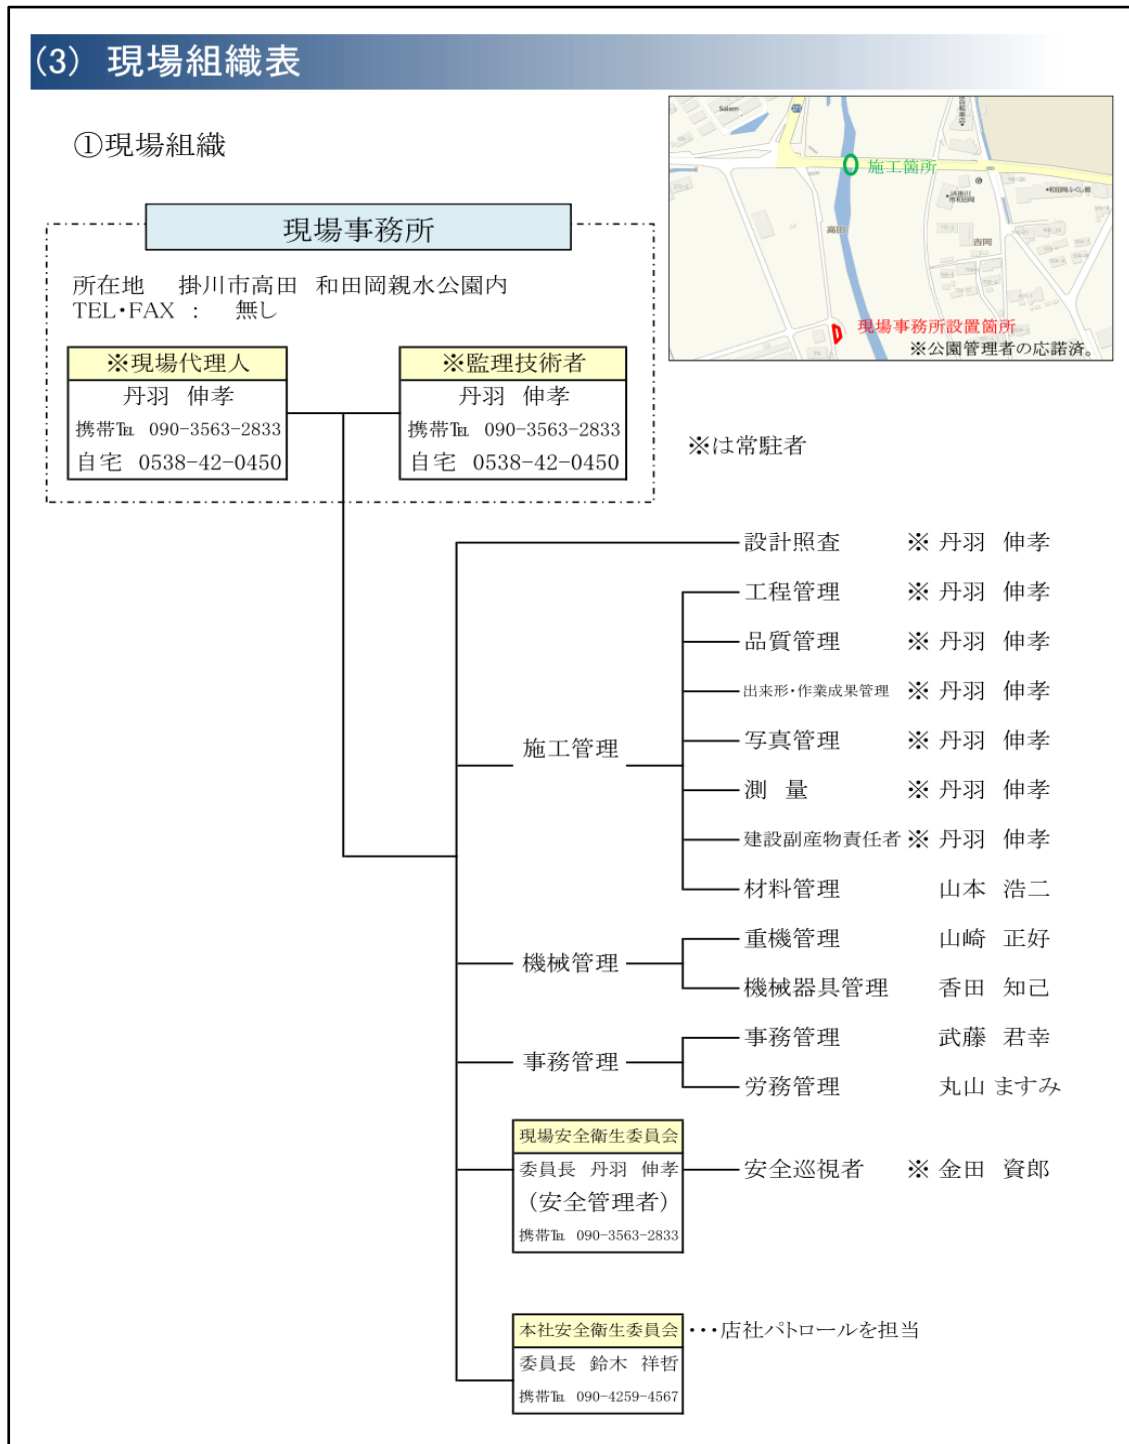 (3) 現場組織表
①現場組織
Salem
施工箇所
高田
吉岡
現場事務所設置箇所
※公園管理者の応諾済。
現場事務所
所在地 掛川市高田 和田岡親水公園内
TEL・FAX : 無し
※現場代理人
丹羽 伸孝
携帯℡ 090-3563-2833
自宅 0538-42-0450
※監理技術者
丹羽 伸孝
携帯℡ 090-3563-2833
自宅 0538-42-0450
※は常駐者
設計照査 ※ 丹羽 伸孝
施工管理
工程管理 ※ 丹羽 伸孝
品質管理 ※ 丹羽 伸孝
出来形・作業成果管理 ※ 丹羽 伸孝
写真管理 ※ 丹羽 伸孝
測 量 ※ 丹羽 伸孝
建設副産物責任者 ※ 丹羽 伸孝
材料管理 山本 浩二
機械管理
重機管理 山崎 正好
機械器具管理 香田 知己
事務管理
事務管理 武藤 君幸
労務管理 丸山 ますみ
現場安全衛生委員会
委員長 丹羽 伸孝
(安全管理者)
携帯℡ 090-3563-2833
安全巡視者 ※ 金田 資郎
本社安全衛生委員会 ・・・店社パトロールを担当
委員長 鈴木 祥哲
携帯℡ 090-4259-4567